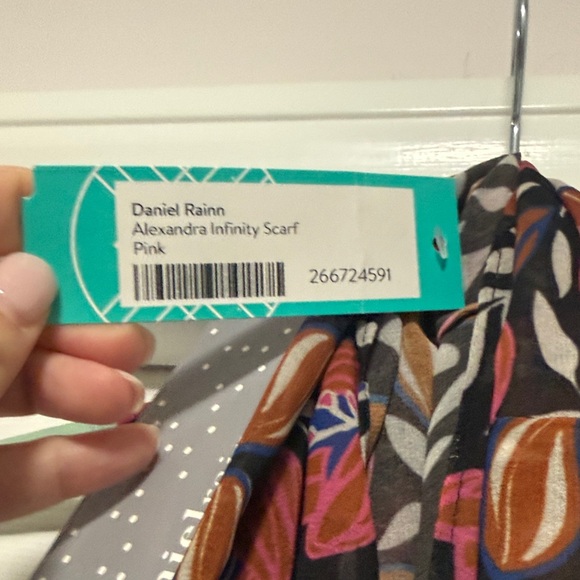 Daniel Rainn
Alexandra Infinity Scarf
Pink
266724591